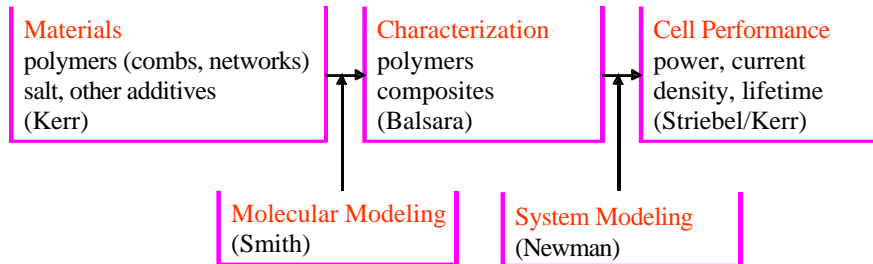 Materials
polymers (combs, networks)
salt, other additives
(Kerr)
Characterization
polymers
composites
(Balsara)
Cell Performance
power, current
density, lifetime
(Striebel/Kerr)
Molecular Modeling
(Smith)
System Modeling
(Newman)